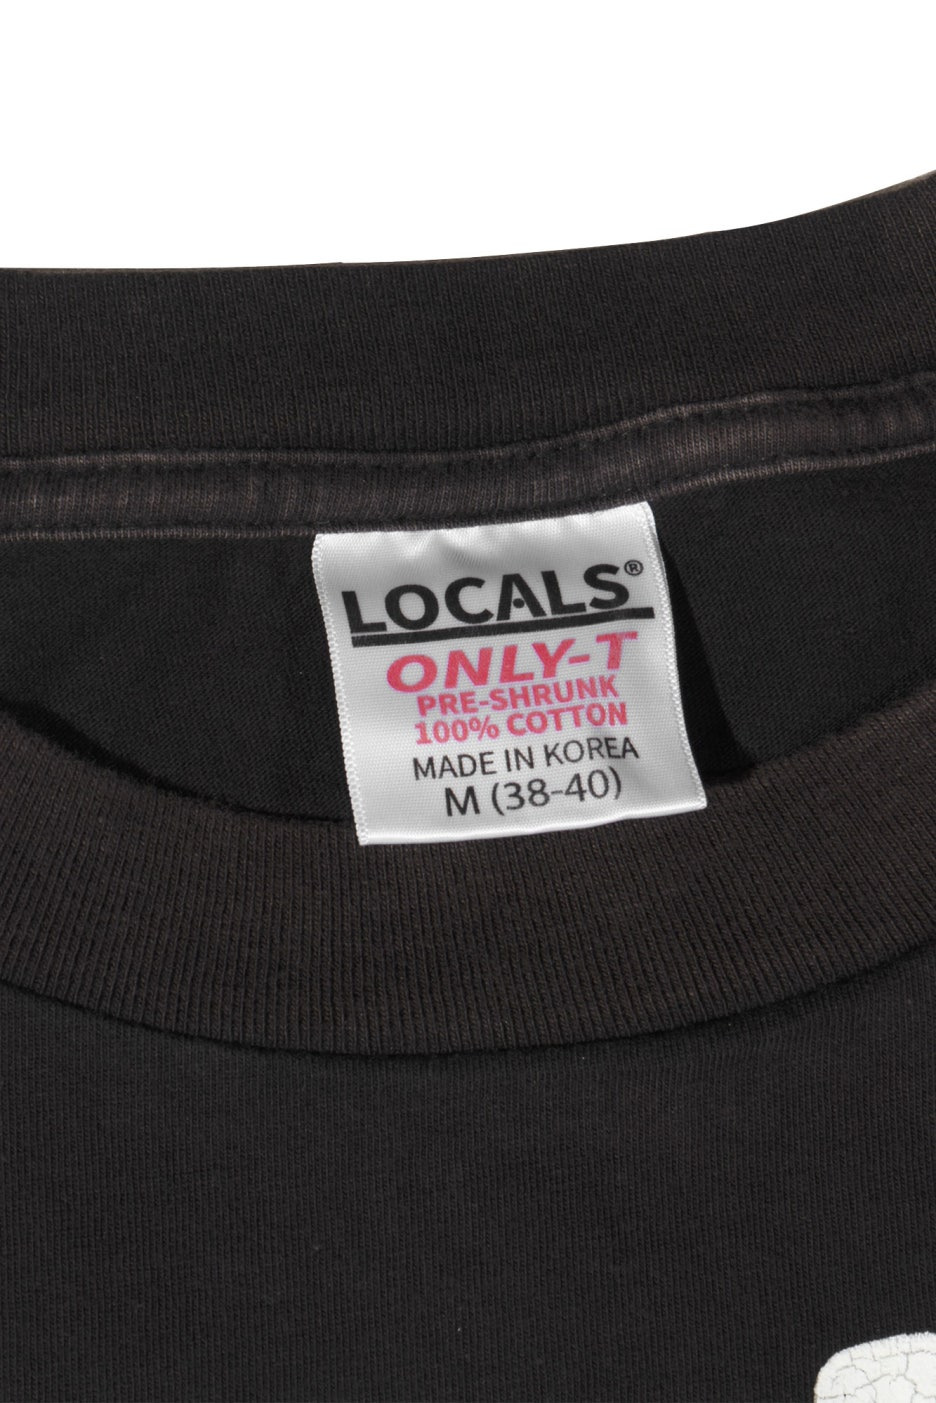 LOCALS®
ONLY-T
PRE-SHRUNK
100% COTTON
MADE IN KOREA
M (38-40)